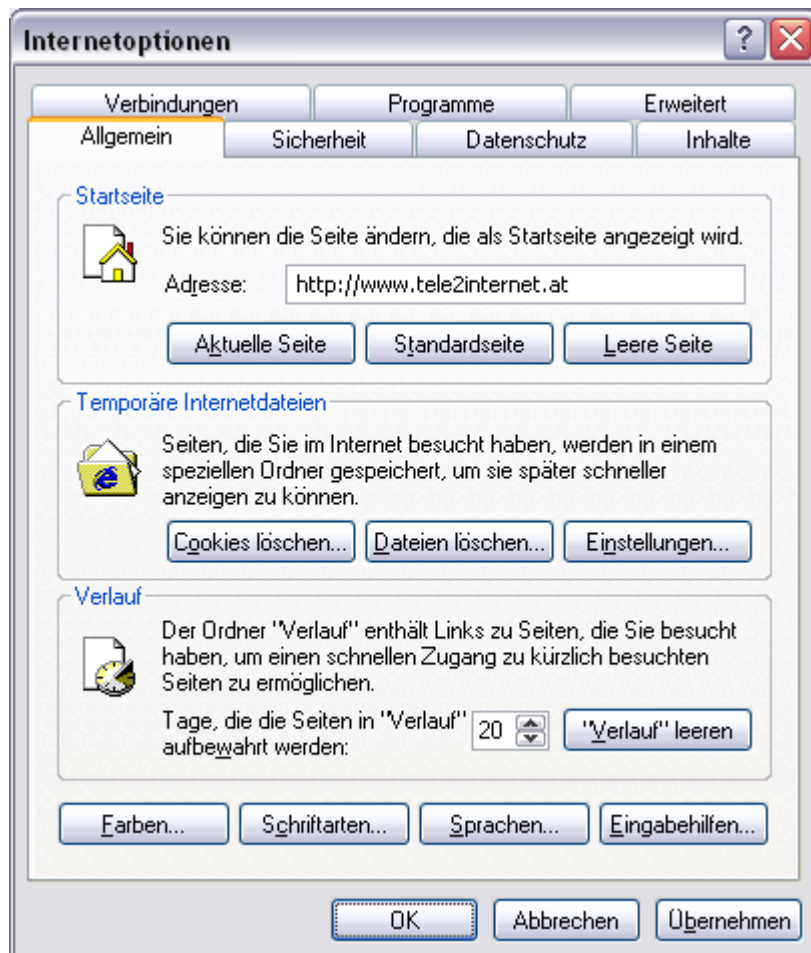 Internetoptionen
Verbindungen Programme Erweitert
Allgemein Sicherheit Datenschutz Inhalte
Startseite
Sie können die Seite ändern, die als Startseite angezeigt wird.
Adresse: http://www.tele2internet.at
Aktuelle Seite Standardseite Leere Seite
Temporäre Internetdateien
Seiten, die Sie im Internet besucht haben, werden in einem
speziellen Ordner gespeichert, um sie später schneller
anzeigen zu können.
Cookies löschen... Dateien löschen... Einstellungen...
Verlauf
Der Ordner "Verlauf" enthält Links zu Seiten, die Sie besucht
haben, um einen schnellen Zugang zu kürzlich besuchten
Seiten zu ermöglichen.
Tage, die die Seiten in "Verlauf"
aufbewahrt werden: 20 "Verlauf" leeren
Farben... Schriftarten... Sprachen... Eingabehilfen...
OK Abbrechen Übernehmen